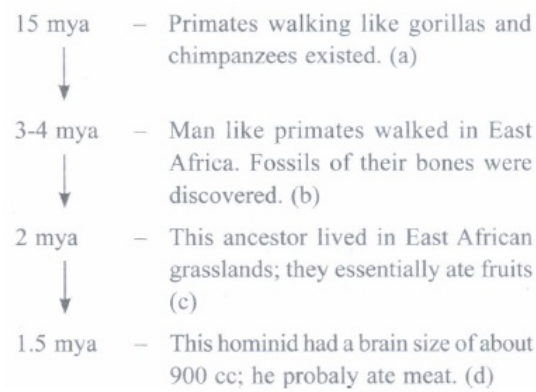 15 mya – Primates walking like gorillas and
chimpanzees existed. (a)
3-4 mya – Man like primates walked in East
Africa. Fossils of their bones were
discovered. (b)
2 mya – This ancestor lived in East African
grasslands; they essentially ate fruits
(c)
1.5 mya – This hominid had a brain size of about
900 cc; he probaly ate meat. (d)